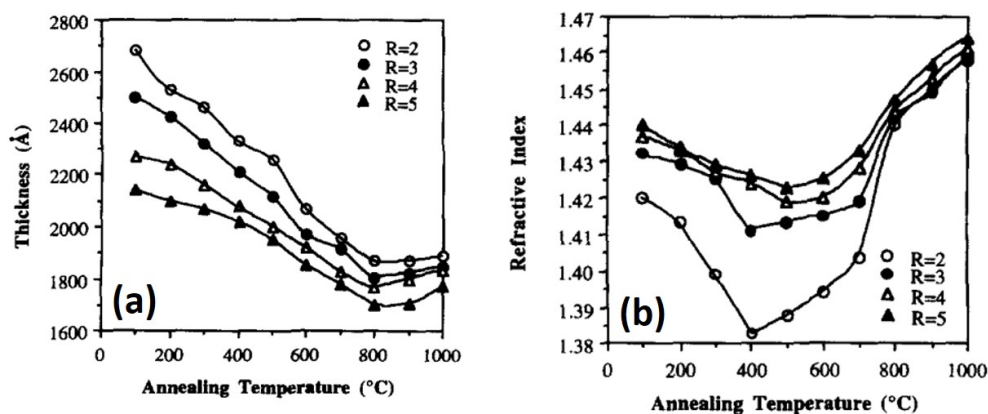 2800
2600
2400
2200
2000
1800
1600
Thickness (Å)
R=2
R=3
R=4
R=5
(a)
0 200 400 600 800 1000
Annealing Temperature (°C)
1.47
1.46
1.45
1.44
1.43
1.42
1.41
1.40
1.39
1.38
Refractive Index
R=2
R=3
R=4
R=5
(b)
0 200 400 600 800 1000
Annealing Temperature (°C)